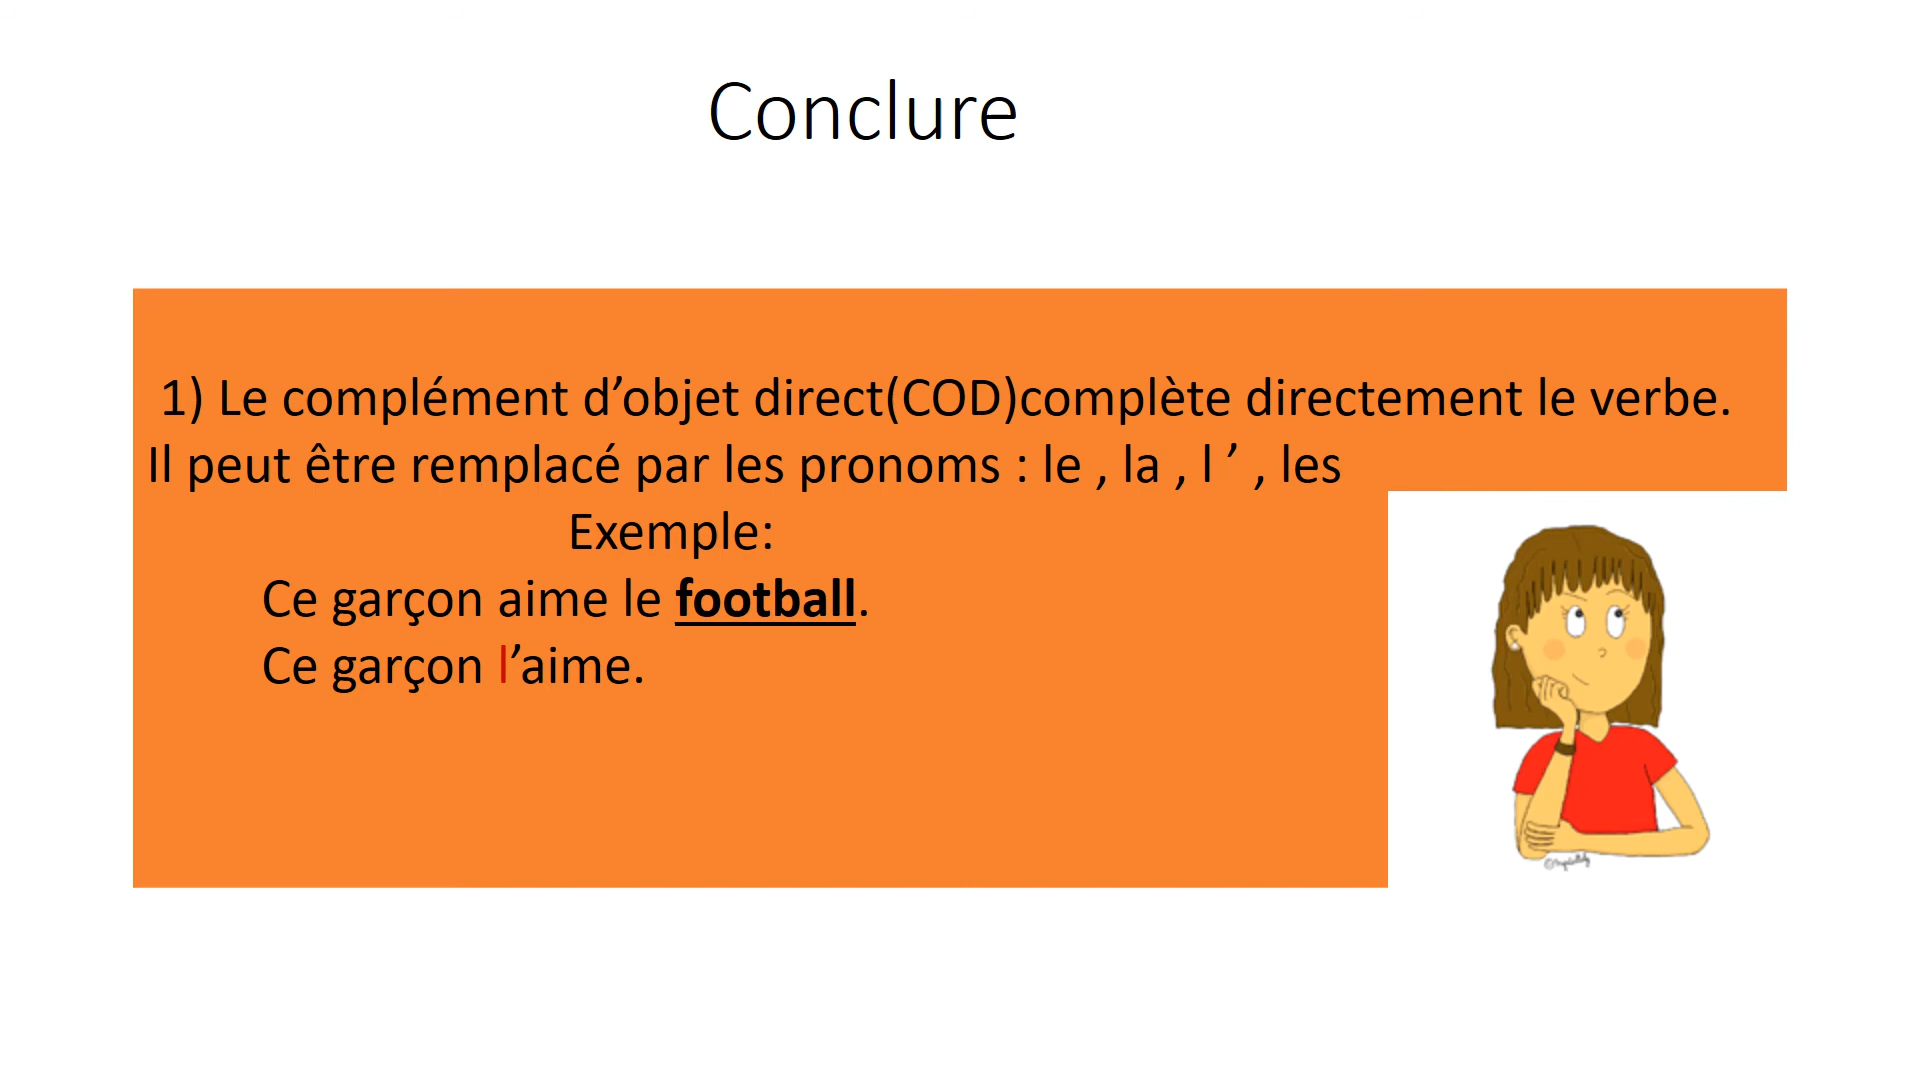 Conclure
1) Le complément d’objet direct(COD)complète directement le verbe.
Il peut être remplacé par les pronoms : le , la , l ’ , les
Exemple:
Ce garçon aime le football.
Ce garçon l’aime.